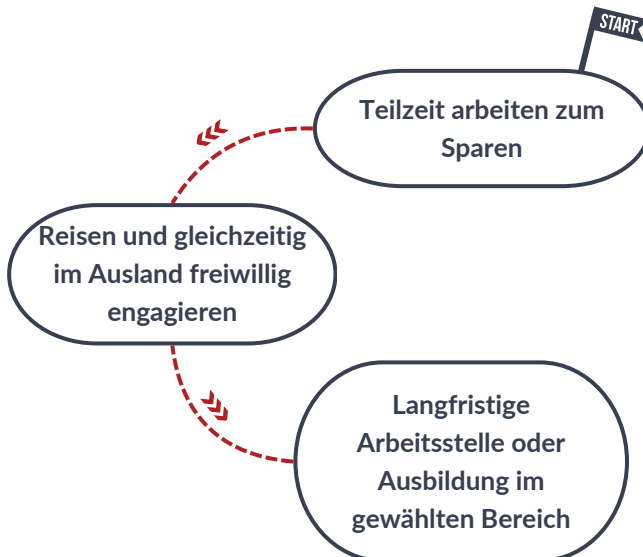 START
Teilzeit arbeiten zum
Sparen
Reisen und gleichzeitig
im Ausland freiwillig
engagieren
Langfristige
Arbeitsstelle oder
Ausbildung im
gewählten Bereich